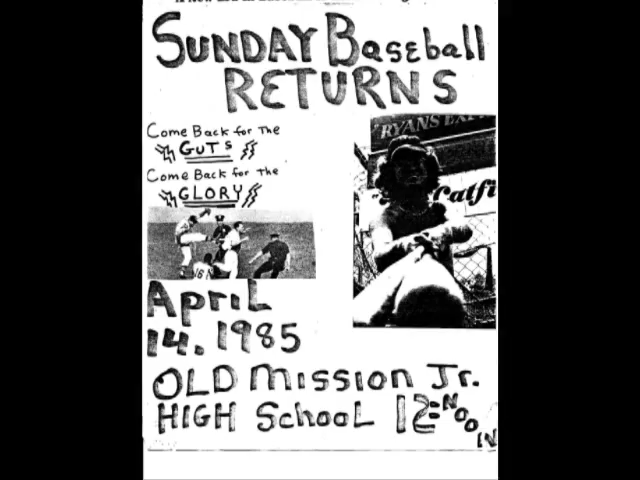 SUNDAY Baseball
RETURNS
Come Back for The
GUTS
Come Back for the
GLORY
April
14, 1985
OLD Mission Jr.
HIGH School 12:NOON
RYANS
Catfi